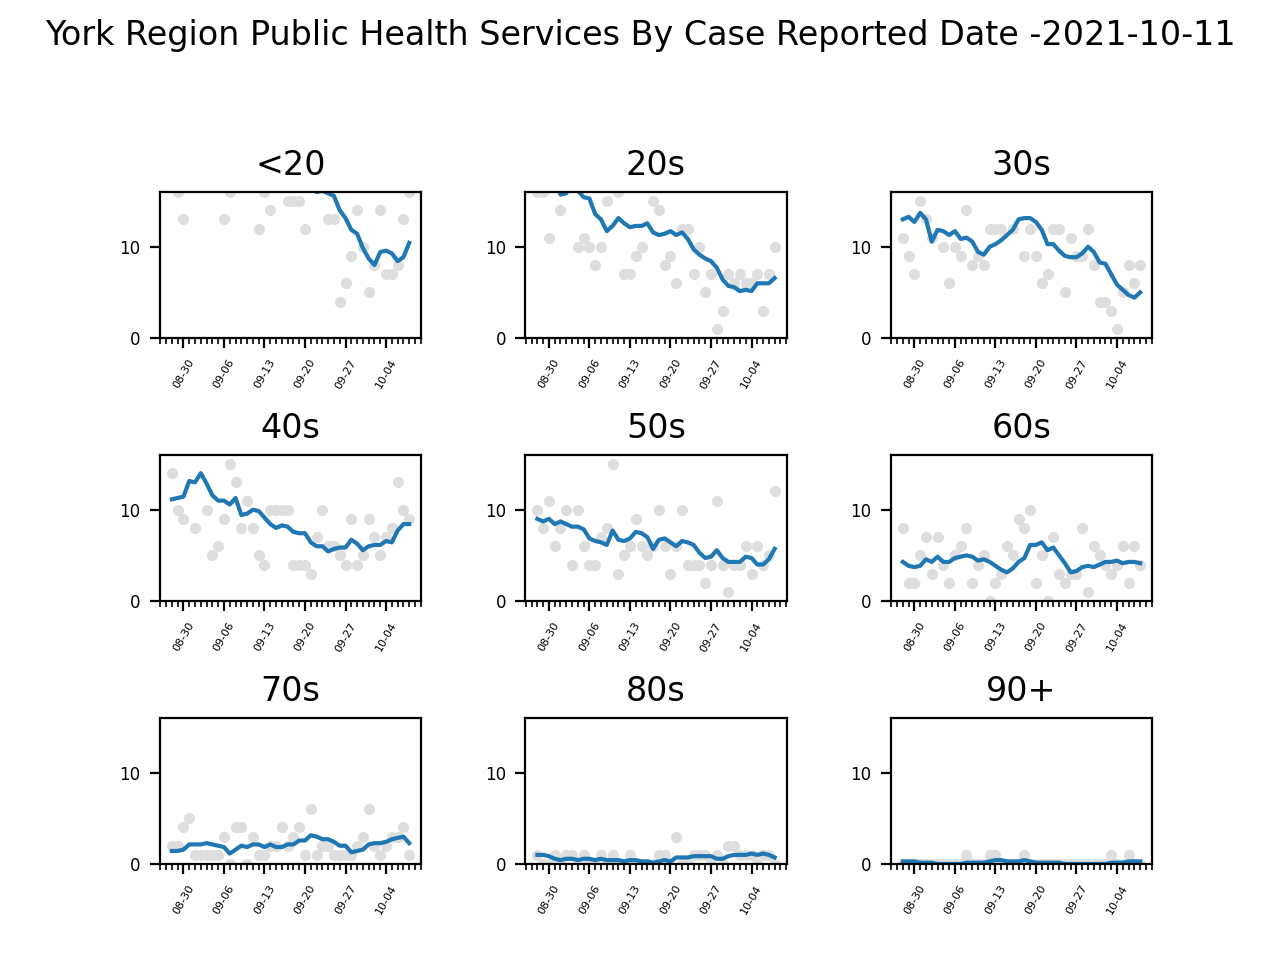 York Region Public Health Services By Case Reported Date -2021-10-11
<20 20s 30s
10 10 10
0 0 0
08-30 09-06 09-13 09-20 09-27 10-04 08-30 09-06 09-13 09-20 09-27 10-04 08-30 09-06 09-13 09-20 09-27 10-04
40s 50s 60s
10 10 10
0 0 0
08-30 09-06 09-13 09-20 09-27 10-04 08-30 09-06 09-13 09-20 09-27 10-04 08-30 09-06 09-13 09-20 09-27 10-04
70s 80s 90+
10 10 10
0 0 0
08-30 09-06 09-13 09-20 09-27 10-04 08-30 09-06 09-13 09-20 09-27 10-04 08-30 09-06 09-13 09-20 09-27 10-04